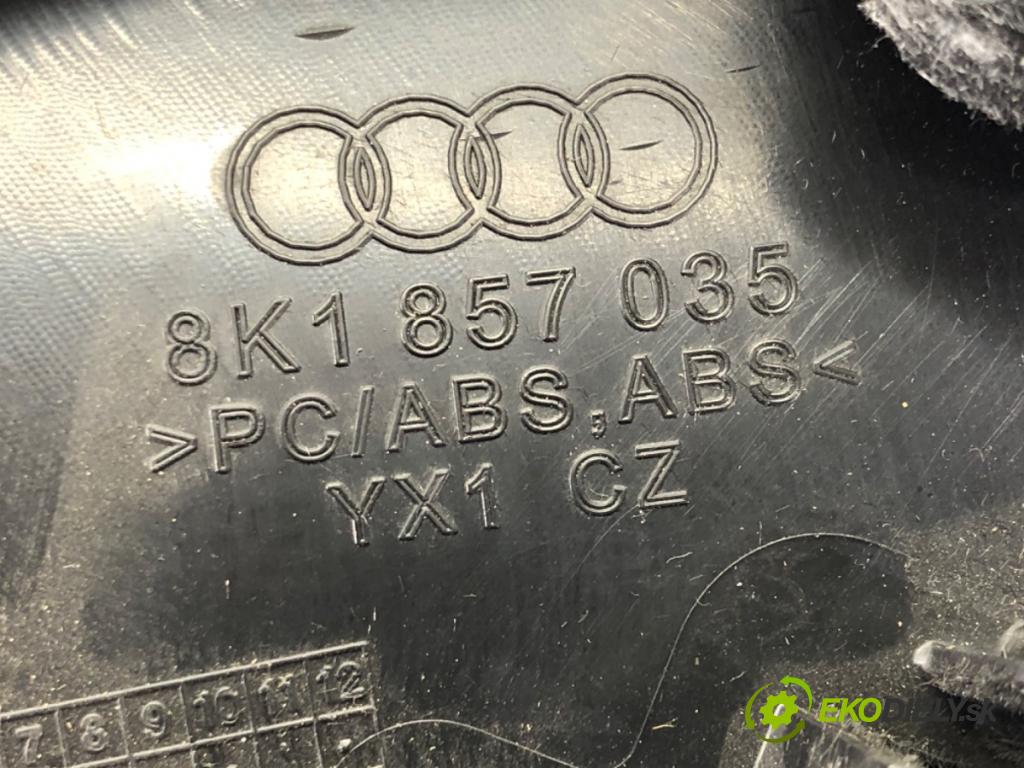 8K1 857 035
>PC/ABS,ABS<
YX1 CZ
7 8 9 10 11 12
EKODIELY.sk